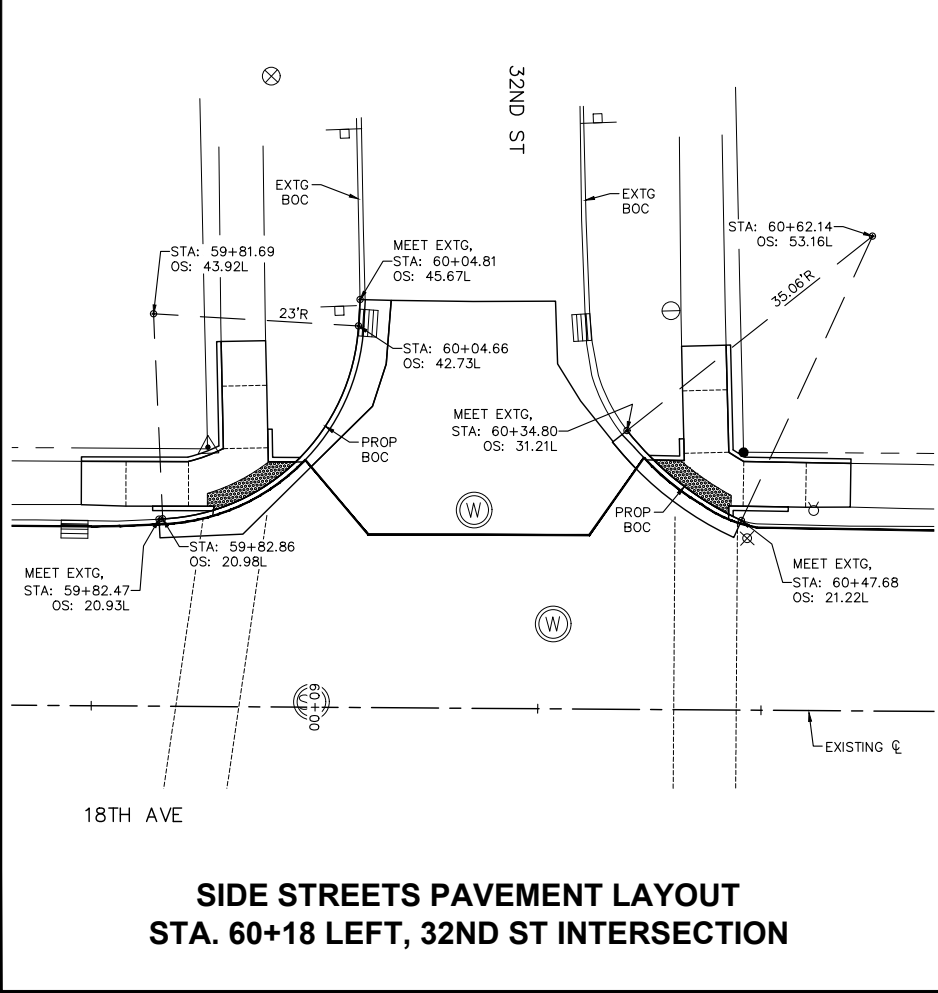 32ND ST
EXTG
BOC
EXTG
BOC
STA: 59+81.69
OS: 43.92L
MEET EXTG,
STA: 60+04.81
OS: 45.67L
STA: 60+62.14
OS: 53.16L
23'R
35.06'R
STA: 60+04.66
OS: 42.73L
MEET EXTG,
STA: 60+34.80
OS: 31.21L
PROP
BOC
PROP
BOC
W
STA: 59+82.86
OS: 20.98L
MEET EXTG,
STA: 59+82.47
OS: 20.93L
MEET EXTG,
STA: 60+47.68
OS: 21.22L
W
60+00
EXISTING ℄
18TH AVE
SIDE STREETS PAVEMENT LAYOUT
STA. 60+18 LEFT, 32ND ST INTERSECTION